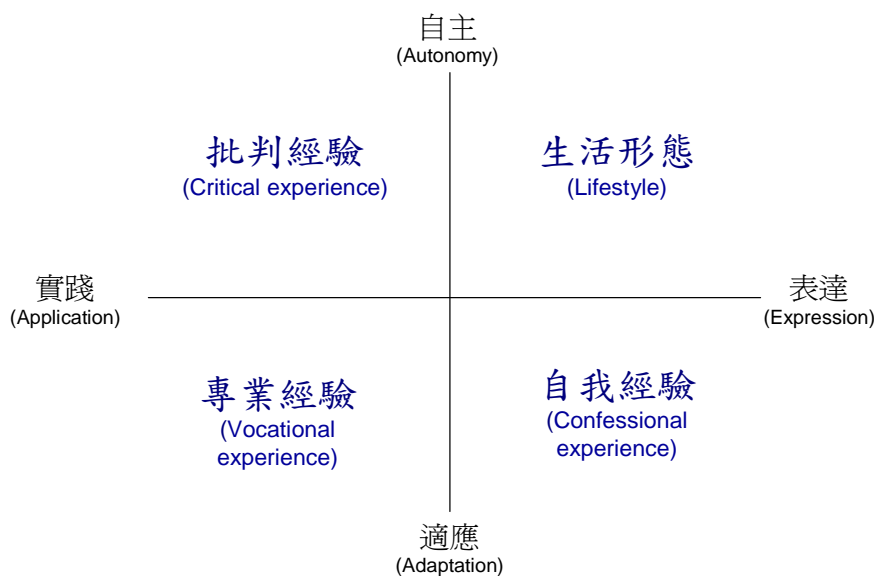 自主
(Autonomy)
批判經驗
(Critical experience)
生活形態
(Lifestyle)
實踐
(Application)
表達
(Expression)
專業經驗
(Vocational
experience)
自我經驗
(Confessional
experience)
適應
(Adaptation)